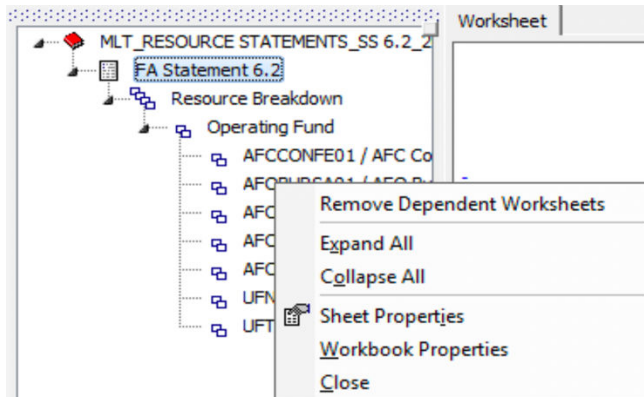 Worksheet
MLT_RESOURCE STATEMENTS_SS 6.2_2
FA Statement 6.2
Resource Breakdown
Operating Fund
AFCCONFE01 / AFC Co
AFC
AFC
AFC
UFN
UFT
Remove Dependent Worksheets
Expand All
Collapse All
Sheet Properties
Workbook Properties
Close